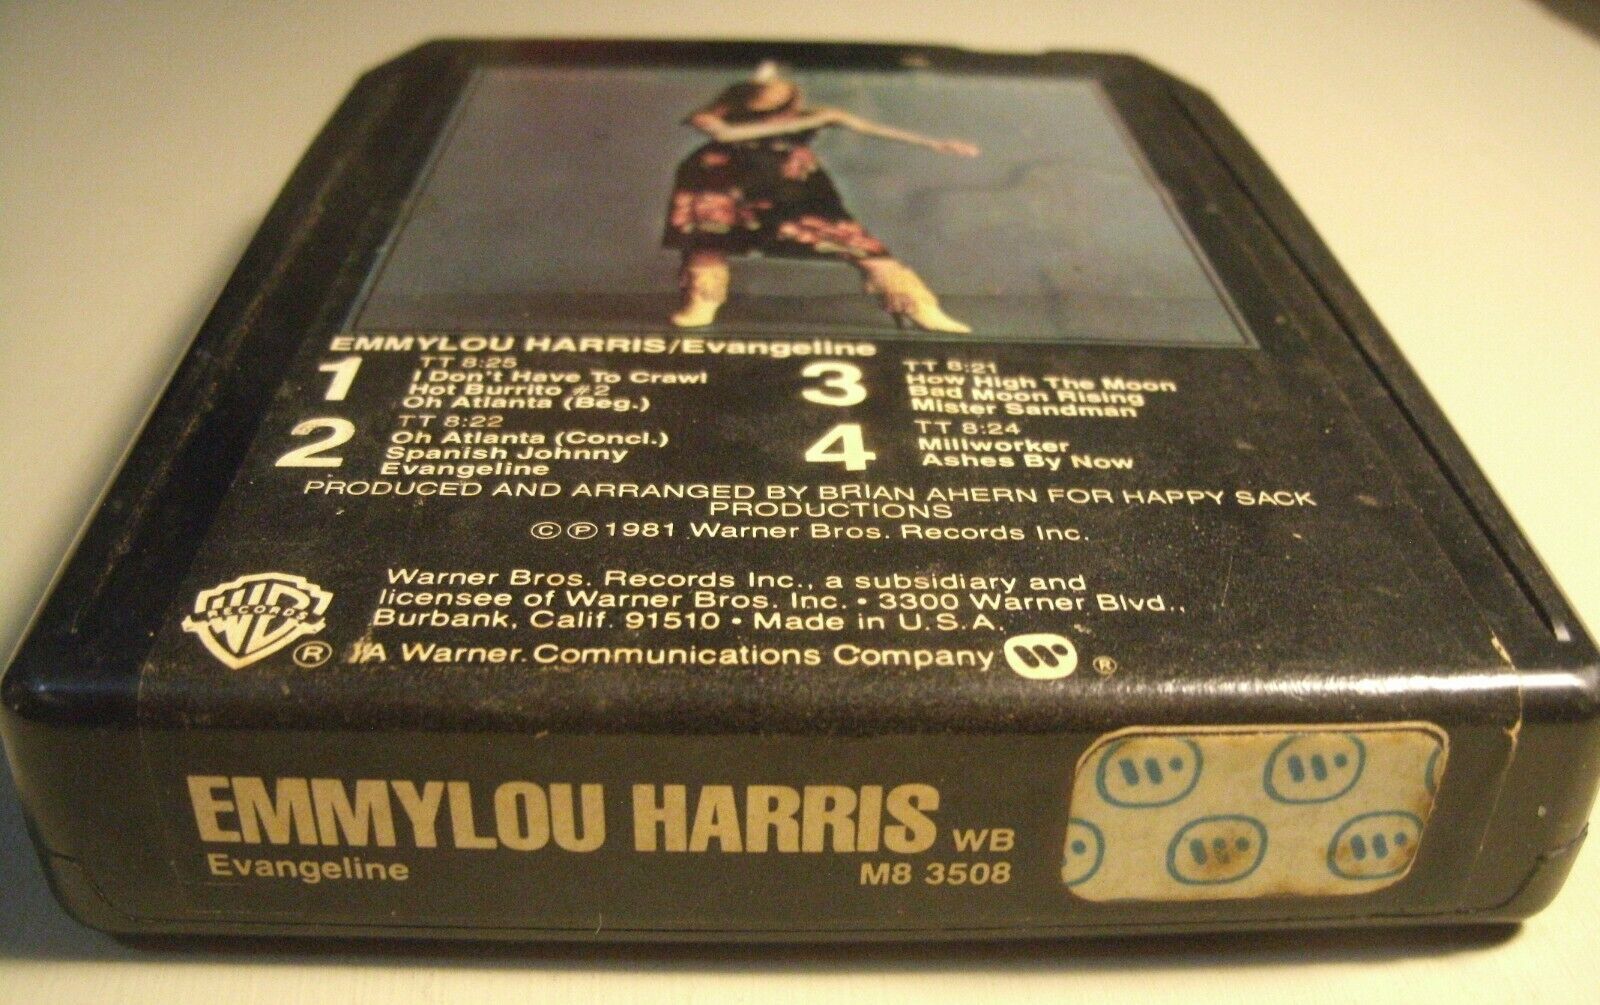 EMMYLOU HARRIS/Evangeline
1 TT 8:25
I Don't Have To Crawl
Hot Burrito #2
Oh Atlanta (Beg.)
2 TT 8:22
Oh Atlanta (Concl.)
Spanish Johnny
Evangeline
3 TT 8:21
How High The Moon
Bad Moon Rising
Mister Sandman
4 TT 8:24
Millworker
Ashes By Now
PRODUCED AND ARRANGED BY BRIAN AHERN FOR HAPPY SACK
PRODUCTIONS
© ℗ 1981 Warner Bros. Records Inc.
Warner Bros. Records Inc., a subsidiary and
licensee of Warner Bros. Inc. • 3300 Warner Blvd.,
Burbank, Calif. 91510 • Made in U.S.A.
WB RECORDS ® A Warner Communications Company ®
EMMYLOU HARRIS WB
Evangeline M8 3508